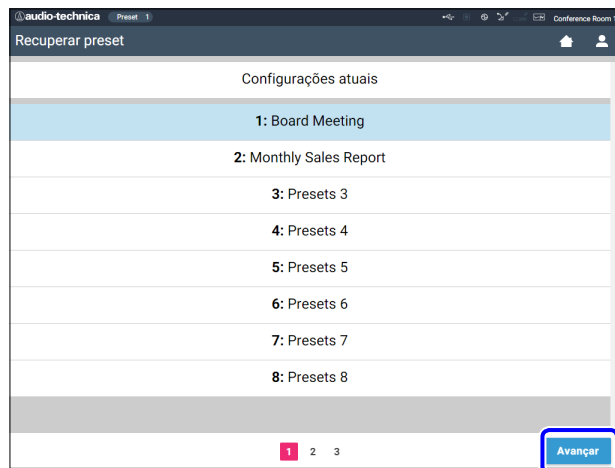 audio-technica Preset 1 Conference Room 1
Recuperar preset
Configurações atuais
1: Board Meeting
2: Monthly Sales Report
3: Presets 3
4: Presets 4
5: Presets 5
6: Presets 6
7: Presets 7
8: Presets 8
1 2 3 Avançar